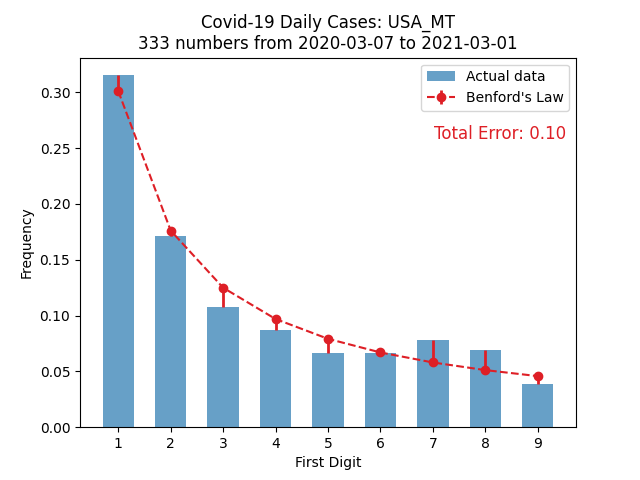 Covid-19 Daily Cases: USA_MT
333 numbers from 2020-03-07 to 2021-03-01
Actual data
Benford's Law
Total Error: 0.10
Frequency
0.30
0.25
0.20
0.15
0.10
0.05
0.00
1 2 3 4 5 6 7 8 9
First Digit